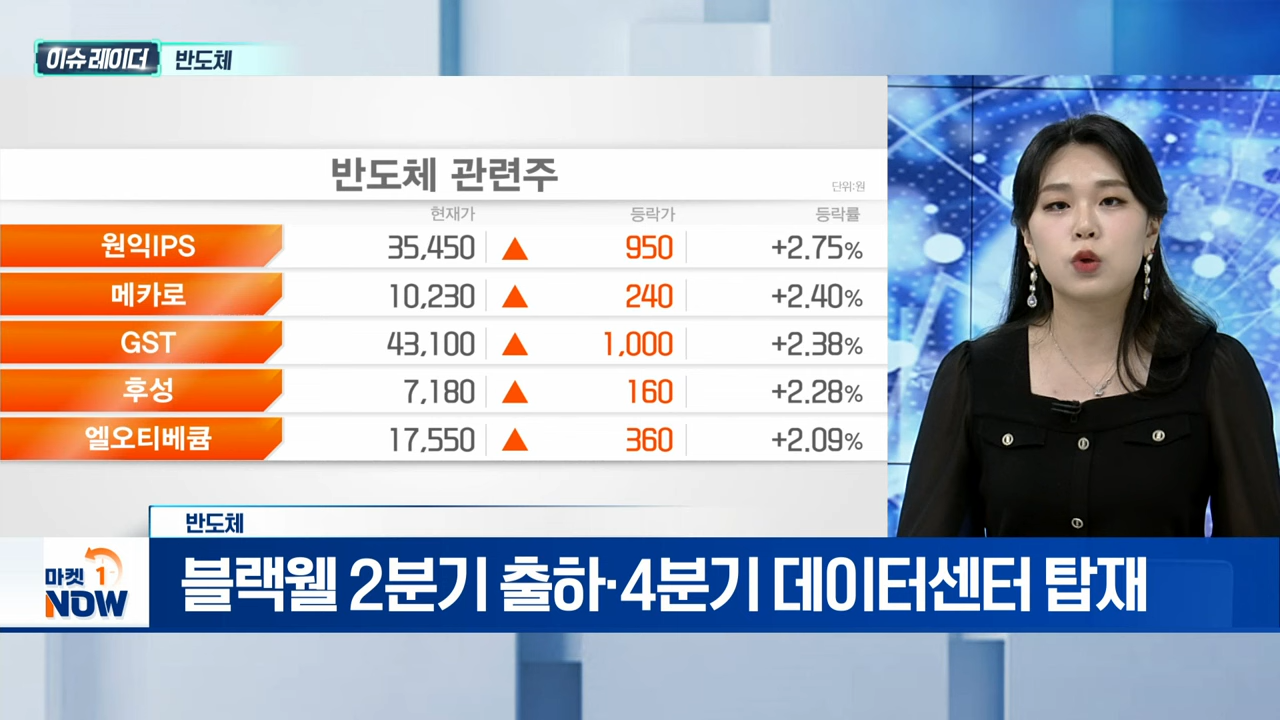 이슈 레이더 반도체
반도체 관련주
단위:원
현재가 등락가 등락률
원익IPS 35,450 ▲ 950 +2.75%
메카로 10,230 ▲ 240 +2.40%
GST 43,100 ▲ 1,000 +2.38%
후성 7,180 ▲ 160 +2.28%
엘오티베큠 17,550 ▲ 360 +2.09%
반도체
마켓 1
NOW
블랙웰 2분기 출하·4분기 데이터센터 탑재